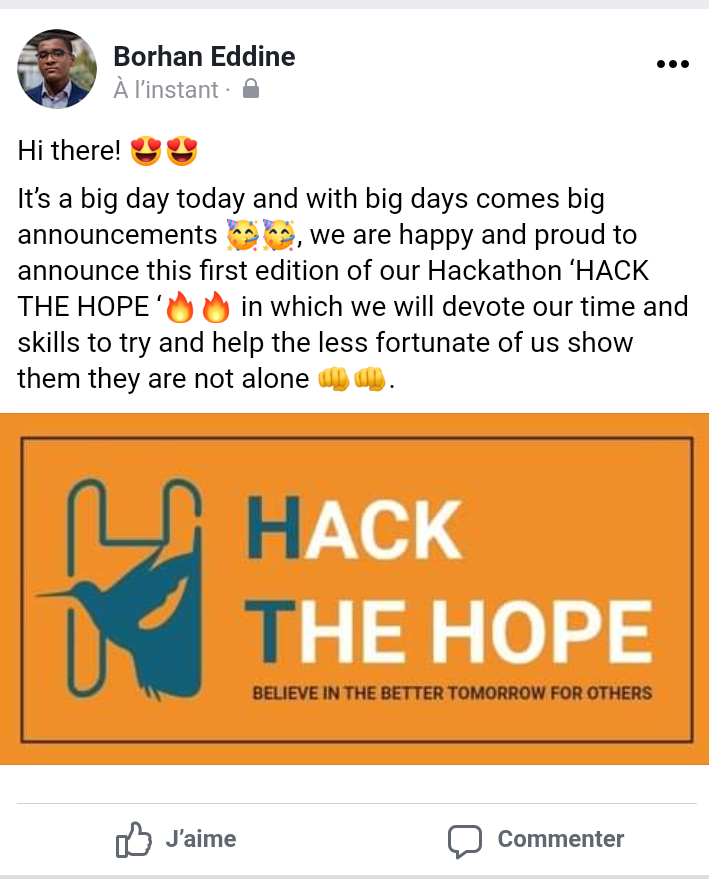 Borhan Eddine
À l’instant ·
Hi there! 😍😍
It’s a big day today and with big days comes big
announcements 🥳🥳, we are happy and proud to
announce this first edition of our Hackathon ‘HACK
THE HOPE ‘🔥🔥 in which we will devote our time and
skills to try and help the less fortunate of us show
them they are not alone 👊👊.
HACK
THE HOPE
BELIEVE IN THE BETTER TOMORROW FOR OTHERS
J’aime
Commenter